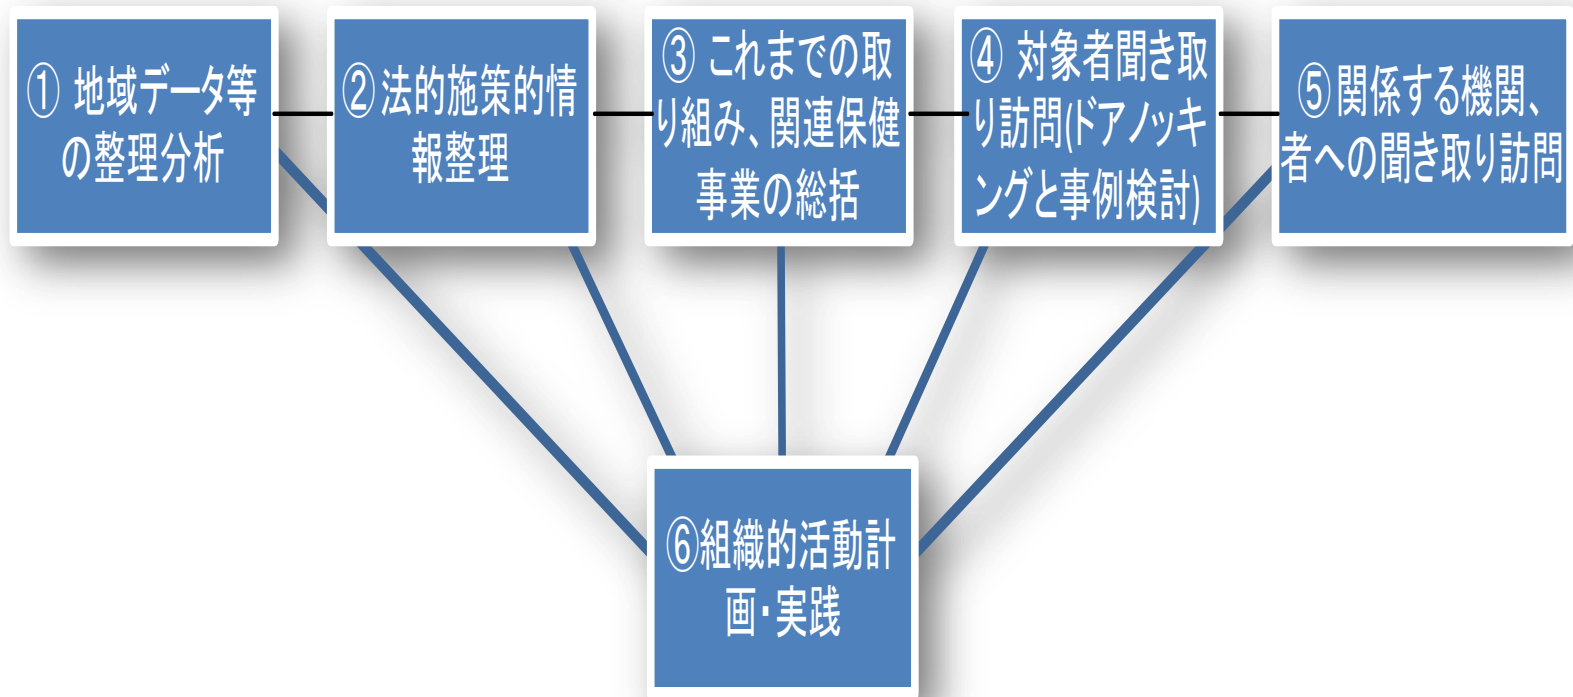 ① 地域データ等
の整理分析
②法的施策的情
報整理
③ これまでの取
り組み、関連保健
事業の総括
④ 対象者聞き取
り訪問(ドアノッキ
ングと事例検討)
⑤関係する機関、
者への聞き取り訪問
⑥組織的活動計
画・実践